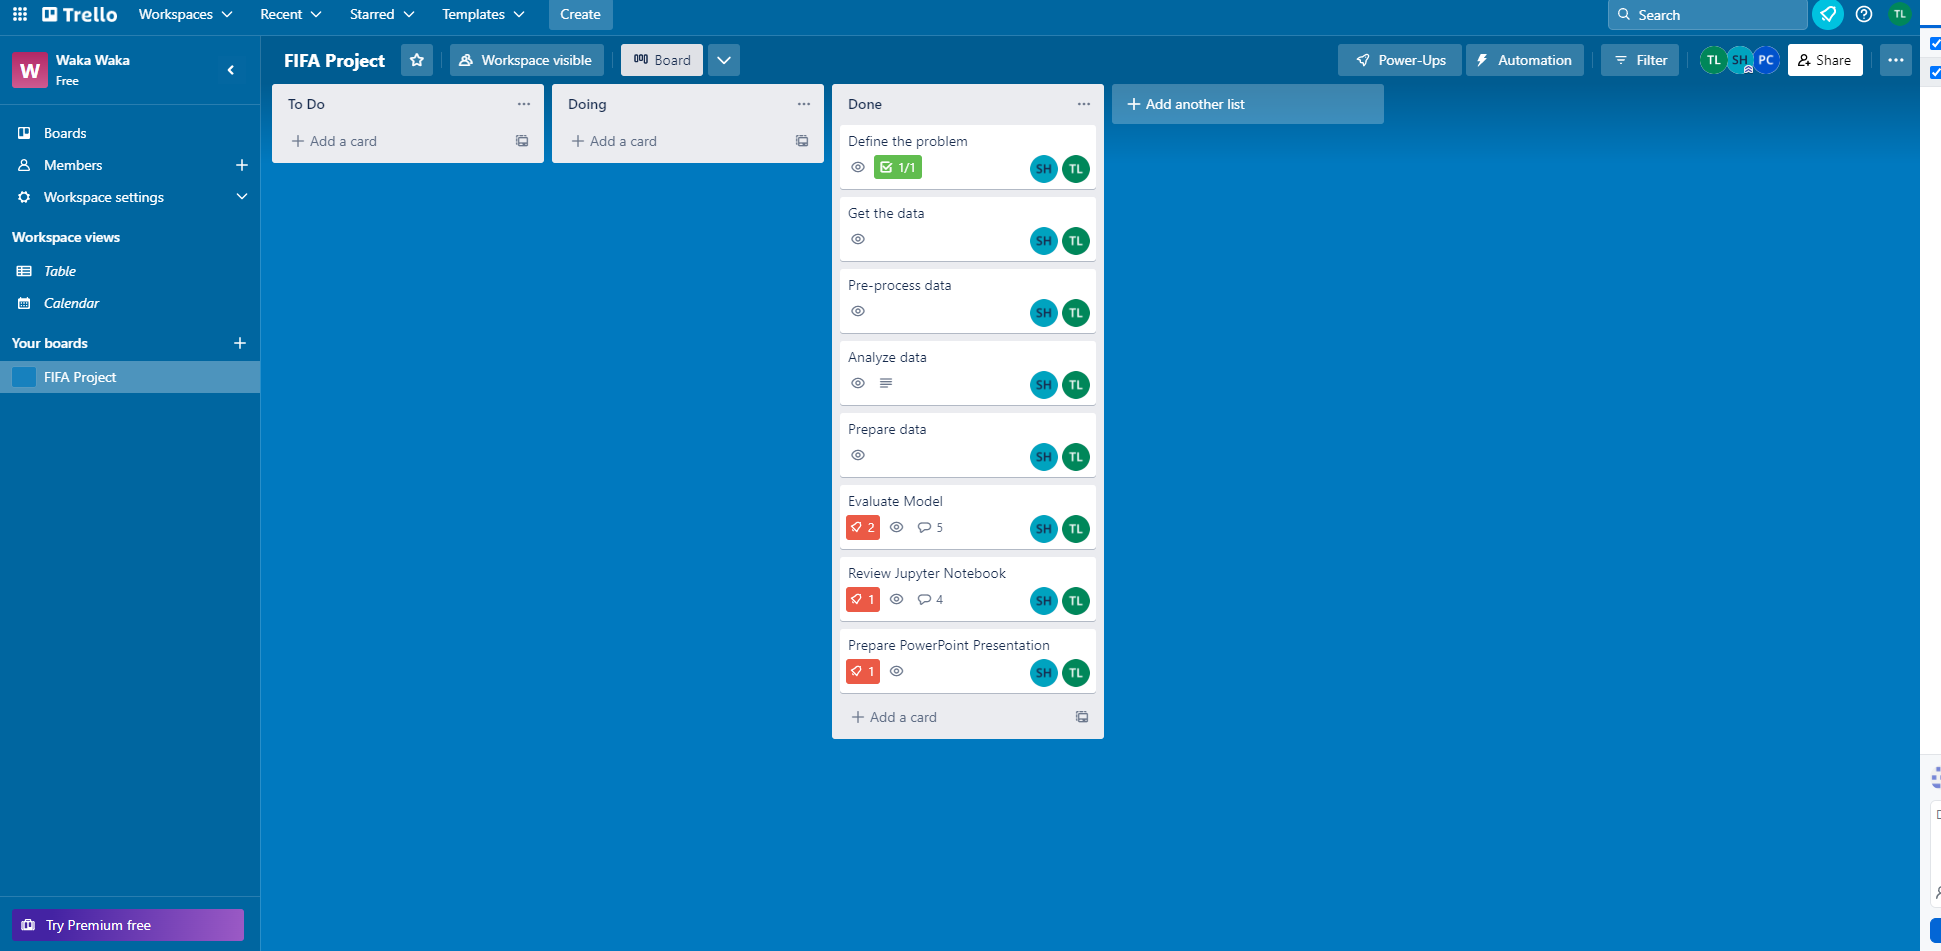 Trello Workspaces Recent Starred Templates Create Search TL
W Waka Waka
Free
Boards
Members
Workspace settings
Workspace views
Table
Calendar
Your boards
FIFA Project
Try Premium free
FIFA Project Workspace visible Board Power-Ups Automation Filter TL SH PC Share
To Do
Add a card
Doing
Add a card
Done
Define the problem
1/1 SH TL
Get the data
SH TL
Pre-process data
SH TL
Analyze data
SH TL
Prepare data
SH TL
Evaluate Model
2 5 SH TL
Review Jupyter Notebook
1 4 SH TL
Prepare PowerPoint Presentation
1 SH TL
Add a card
Add another list